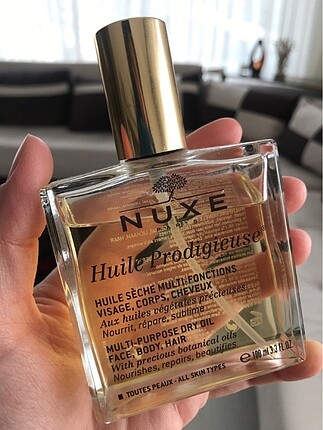 NUXE
PARIS
Huile Prodigieuse
HUILE SÈCHE MULTI-FONCTIONS
VISAGE, CORPS, CHEVEUX
Aux huiles végétales précieuses
Nourrit, répare, sublime
MULTI-PURPOSE DRY OIL
FACE, BODY, HAIR
With precious botanical oils
Nourishes, repairs, beautifies
℮ 100 ml 3.3 FL.OZ
■ TOUTES PEAUX - ALL SKIN TYPES